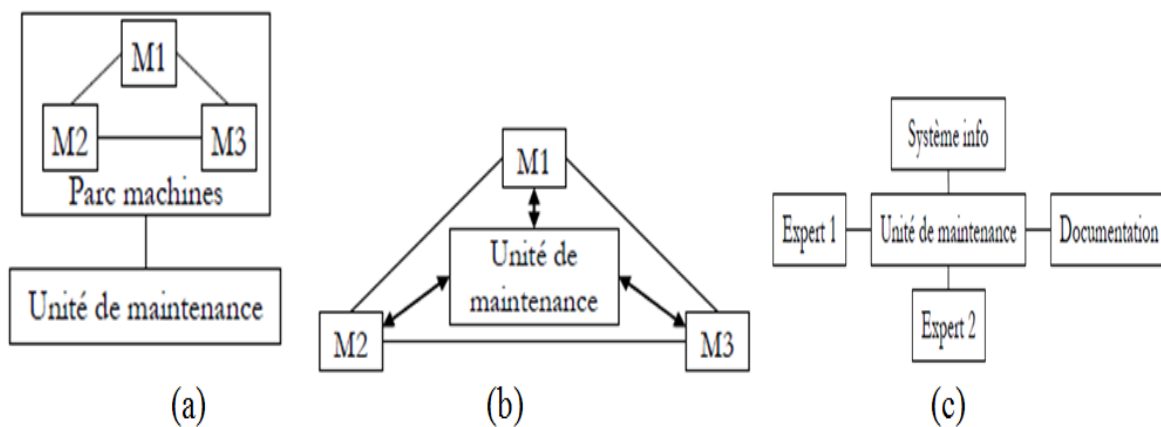 M1
M2
M3
Parc machines
Unité de maintenance
(a)
M1
Unité de
maintenance
M2
M3
(b)
Système info
Expert 1
Unité de maintenance
Documentation
Expert 2
(c)